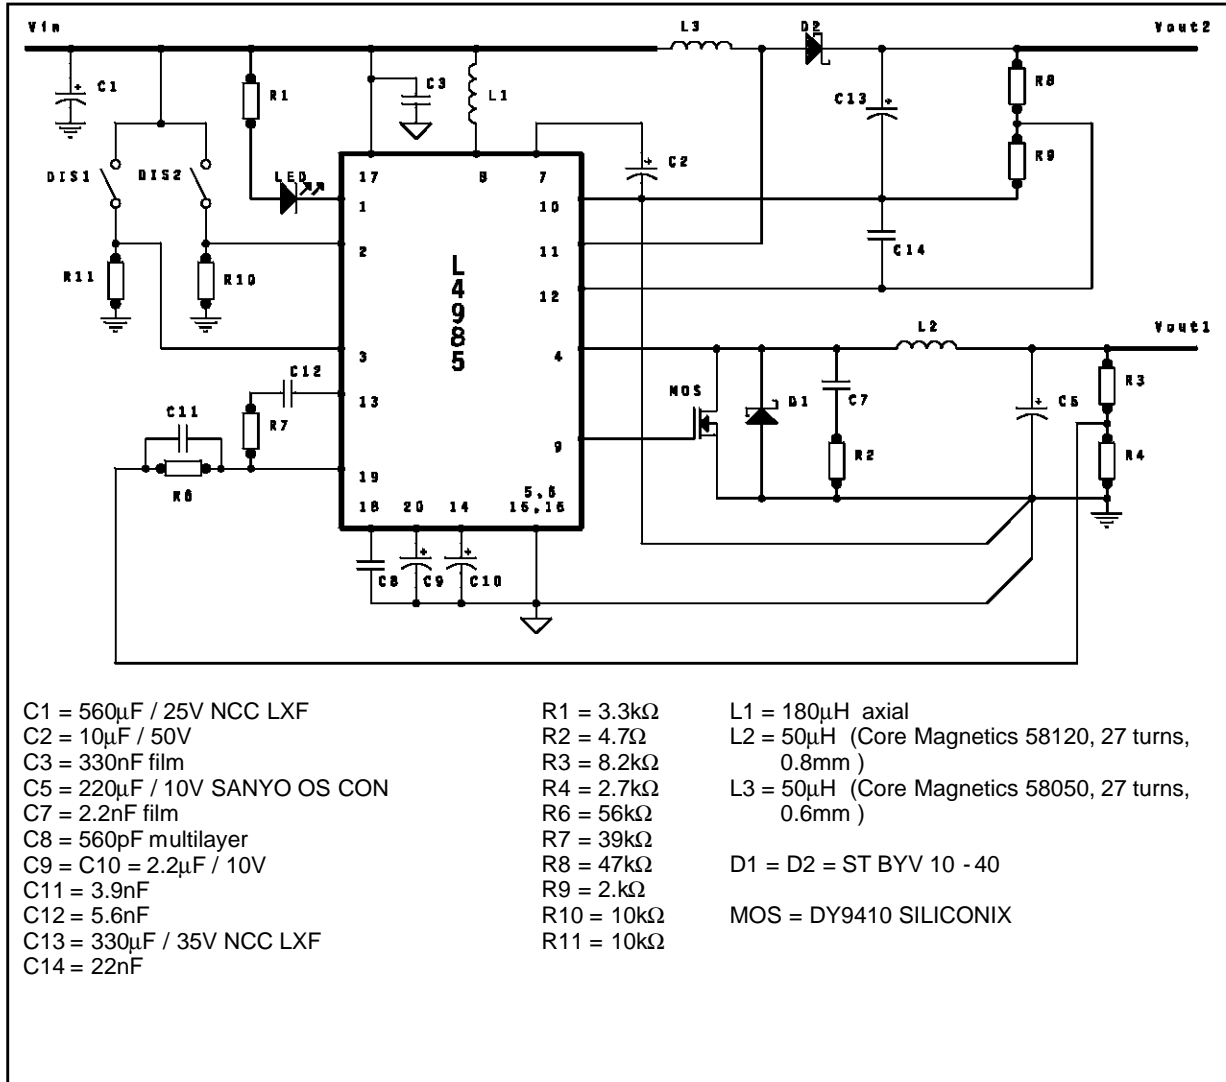 Vin
L3
D2
Vout2
C1
R1
C3
L1
C13
R8
DIS1
DIS2
LED
C2
R9
17
8
7
1
10
2
11
C14
R11
R10
12
L4985
L2
Vout1
3
4
C12
13
MOS
D1
C7
C5
R3
C11
R7
9
R2
R4
R6
19
5,6
15,16
18
20
14
C8
C9
C10
C1 = 560µF / 25V NCC LXF
C2 = 10µF / 50V
C3 = 330nF film
C5 = 220µF / 10V SANYO OS CON
C7 = 2.2nF film
C8 = 560pF multilayer
C9 = C10 = 2.2µF / 10V
C11 = 3.9nF
C12 = 5.6nF
C13 = 330µF / 35V NCC LXF
C14 = 22nF
R1 = 3.3kΩ
R2 = 4.7Ω
R3 = 8.2kΩ
R4 = 2.7kΩ
R6 = 56kΩ
R7 = 39kΩ
R8 = 47kΩ
R9 = 2.kΩ
R10 = 10kΩ
R11 = 10kΩ
L1 = 180µH axial
L2 = 50µH (Core Magnetics 58120, 27 turns,
0.8mm )
L3 = 50µH (Core Magnetics 58050, 27 turns,
0.6mm )
D1 = D2 = ST BYV 10 - 40
MOS = DY9410 SILICONIX